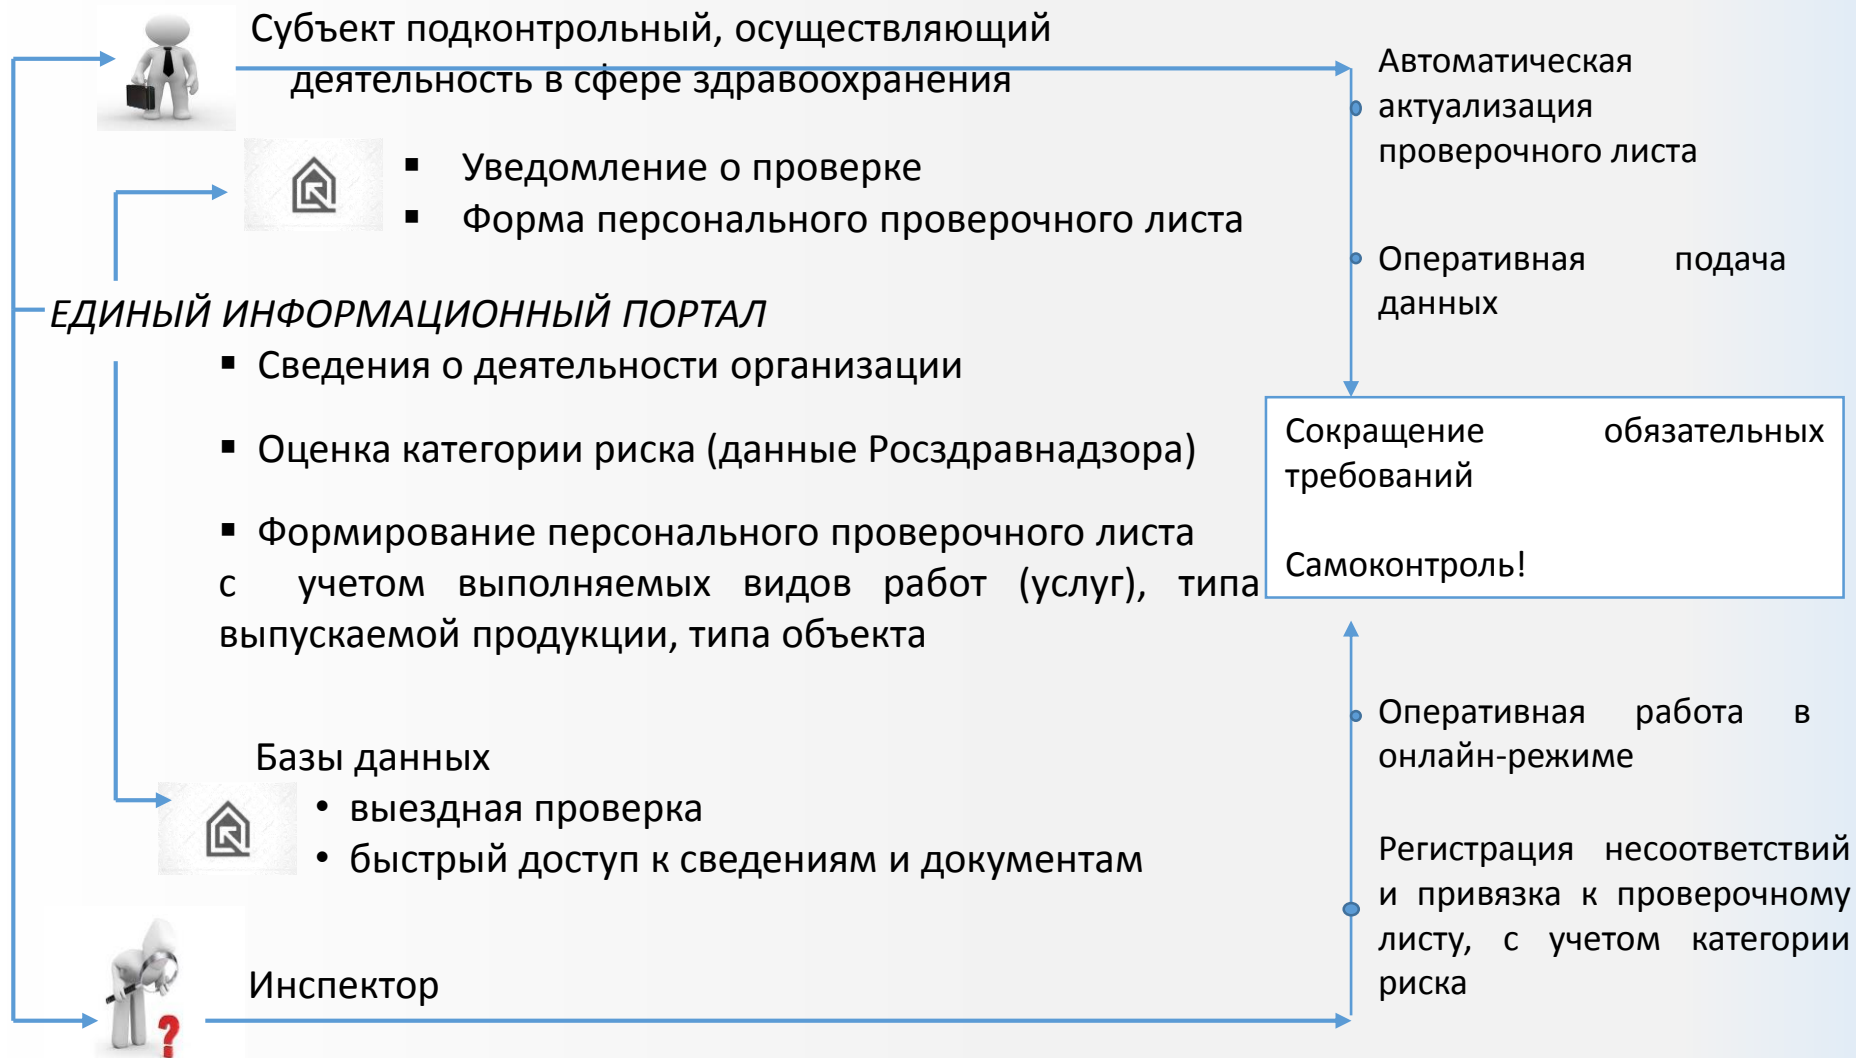 Субъект подконтрольный, осуществляющий
деятельность в сфере здравоохранения
▪ Уведомление о проверке
▪ Форма персонального проверочного листа
ЕДИНЫЙ ИНФОРМАЦИОННЫЙ ПОРТАЛ
▪ Сведения о деятельности организации
▪ Оценка категории риска (данные Росздравнадзора)
▪ Формирование персонального проверочного листа
с учетом выполняемых видов работ (услуг), типа
выпускаемой продукции, типа объекта
Базы данных
• выездная проверка
• быстрый доступ к сведениям и документам
Инспектор
Автоматическая
актуализация
проверочного листа
Оперативная подача
данных
Сокращение обязательных
требований
Самоконтроль!
Оперативная работа в
онлайн-режиме
Регистрация несоответствий
и привязка к проверочному
листу, с учетом категории
риска